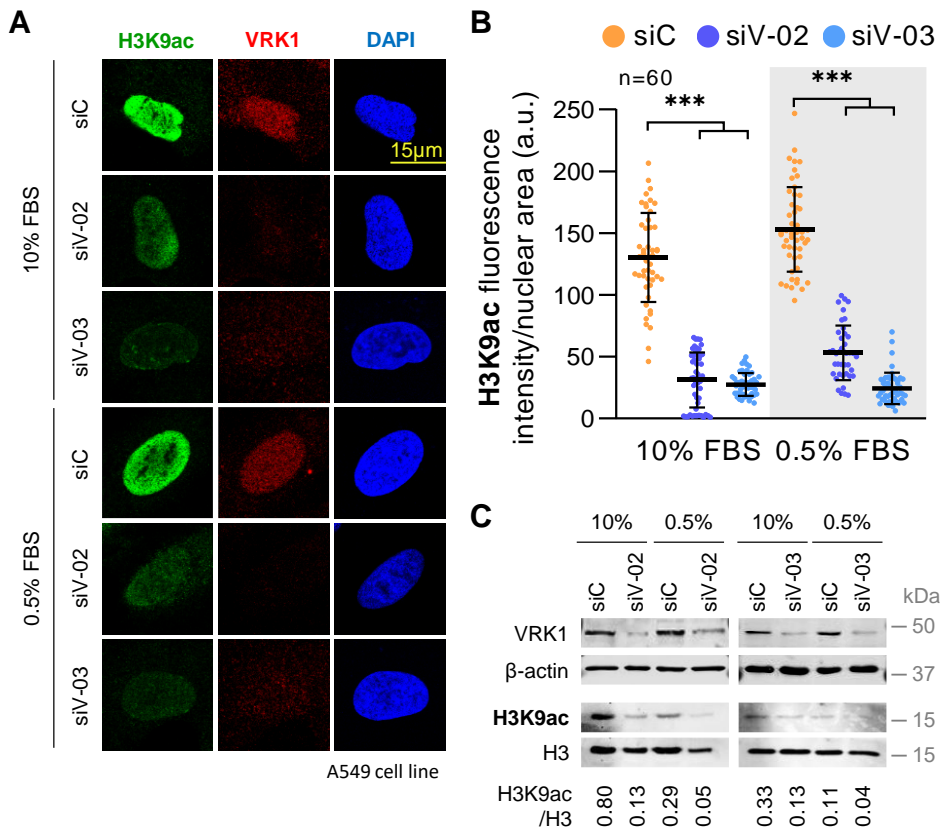 A
H3K9ac VRK1 DAPI
10% FBS
siC
15μm
siV-02
siV-03
0.5% FBS
siC
siV-02
siV-03
A549 cell line
B
siC siV-02 siV-03
n=60
*** ***
H3K9ac fluorescence
intensity/nuclear area (a.u.)
250
200
150
100
50
0
10% FBS 0.5% FBS
C
10% 0.5% 10% 0.5%
siC siV-02 siC siV-02 siC siV-03 siC siV-03
kDa
VRK1
50
β-actin
37
H3K9ac
15
H3
15
H3K9ac
/H3
0.80 0.13 0.29 0.05 0.33 0.13 0.11 0.04